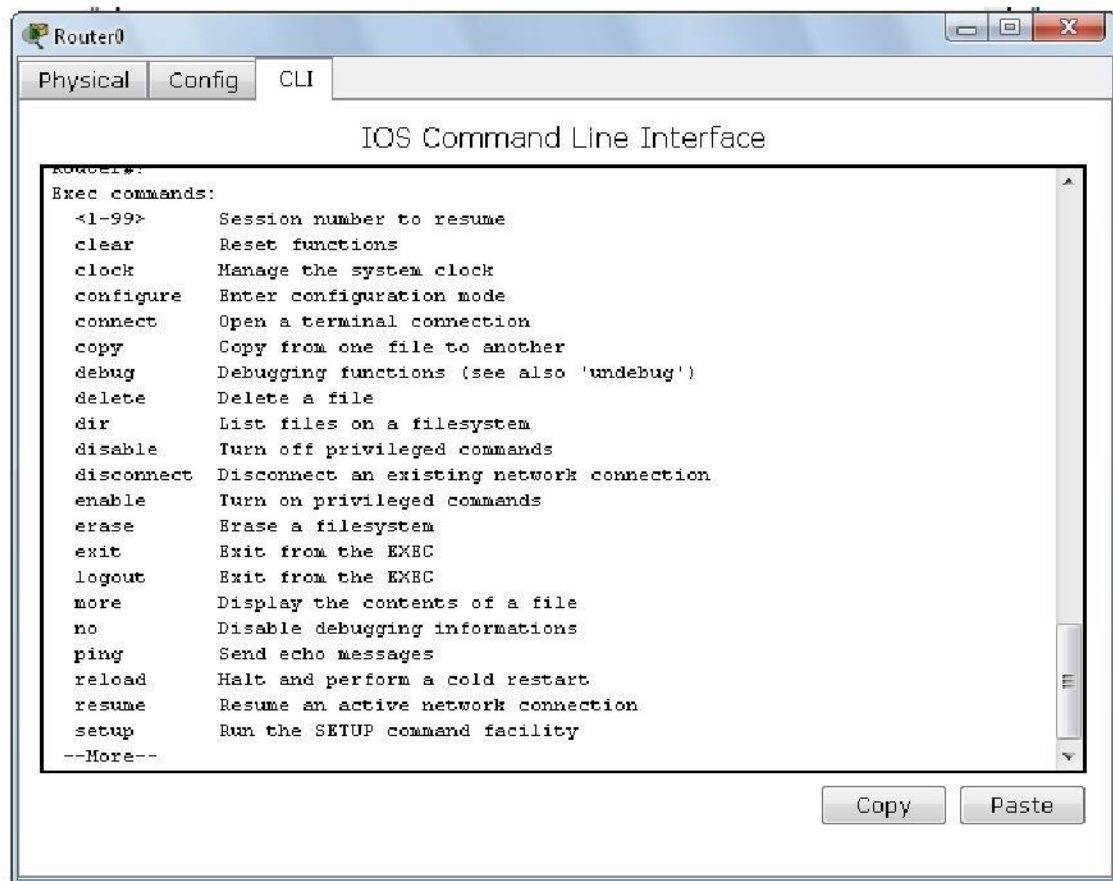 Router0
Physical Config CLI
IOS Command Line Interface
Router#?
Exec commands:
<1-99> Session number to resume
clear Reset functions
clock Manage the system clock
configure Enter configuration mode
connect Open a terminal connection
copy Copy from one file to another
debug Debugging functions (see also 'undebug')
delete Delete a file
dir List files on a filesystem
disable Turn off privileged commands
disconnect Disconnect an existing network connection
enable Turn on privileged commands
erase Erase a filesystem
exit Exit from the EXEC
logout Exit from the EXEC
more Display the contents of a file
no Disable debugging informations
ping Send echo messages
reload Halt and perform a cold restart
resume Resume an active network connection
setup Run the SETUP command facility
--More--
Copy Paste